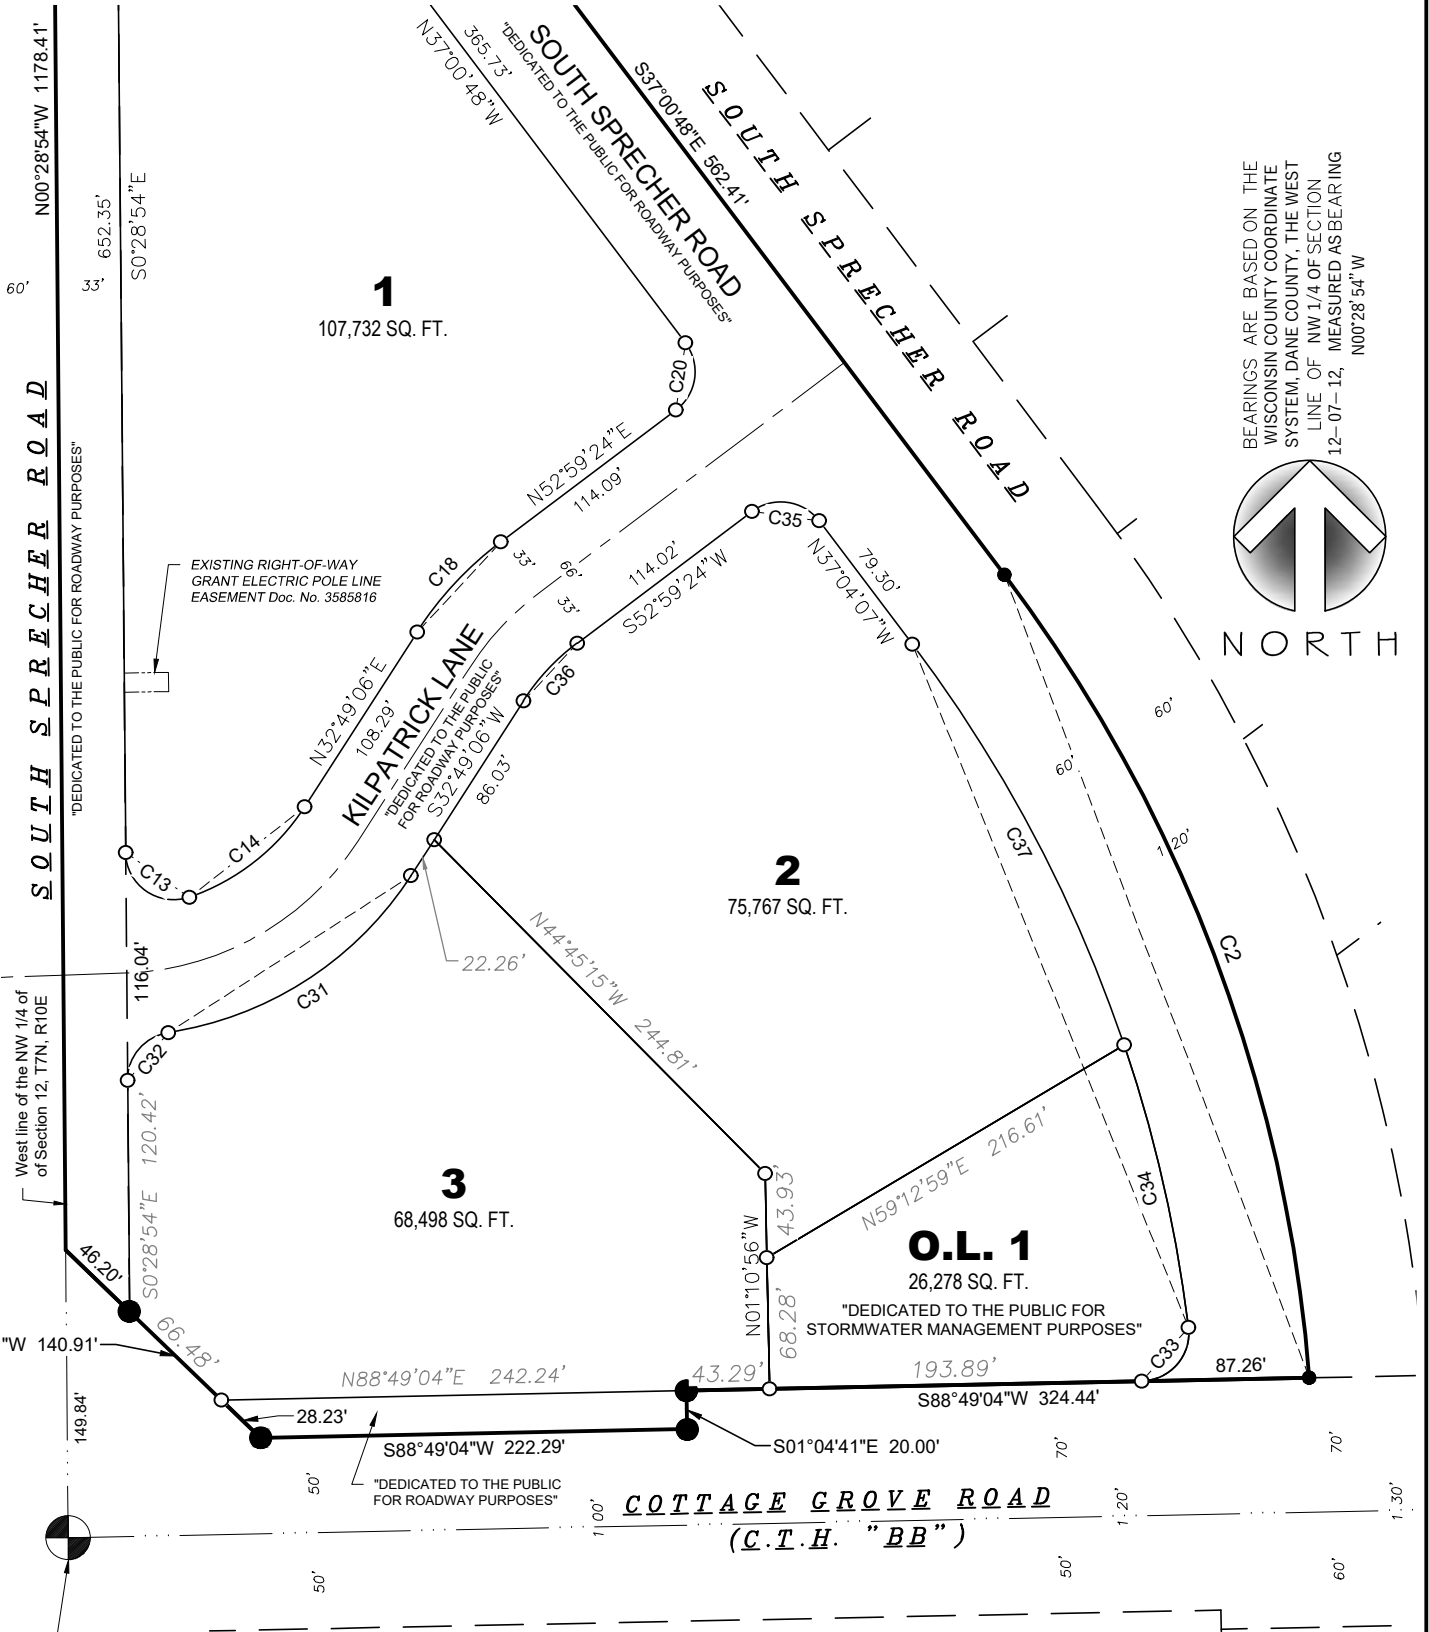 N00°28'54"W 1178.41'
652.35'
S0°28'54"E
60'
33'
SOUTH SPRECHER ROAD
"DEDICATED TO THE PUBLIC FOR ROADWAY PURPOSES"
1
107,732 SQ. FT.
365.73'
N37°00'48"W
SOUTH SPRECHER ROAD
"DEDICATED TO THE PUBLIC FOR ROADWAY PURPOSES"
S37°00'48"E 562.41'
SOUTH SPRECHER ROAD
BEARINGS ARE BASED ON THE
WISCONSIN COUNTY COORDINATE
SYSTEM, DANE COUNTY, THE WEST
LINE OF NW 1/4 OF SECTION
12-07-12, MEASURED AS BEARING
N00°28'54"W
NORTH
C20
N52°59'24"E
114.09'
C18
33'
66'
33'
EXISTING RIGHT-OF-WAY
GRANT ELECTRIC POLE LINE
EASEMENT Doc. No. 3585816
N32°49'06"E
108.29'
KILPATRICK LANE
"DEDICATED TO THE PUBLIC
FOR ROADWAY PURPOSES"
S32°49'06"W
86.03'
C36
114.02'
S52°59'24"W
C35
79.30'
N37°04'07"W
C14
C13
C37
60'
60'
120'
C2
2
75,767 SQ. FT.
22.26'
N44°45'15"W 244.81'
116.04'
C31
C32
West line of the NW 1/4 of
of Section 12, T7N, R10E
S0°28'54"E 120.42'
3
68,498 SQ. FT.
43.93'
N01°10'56"W
68.28'
N59°12'59"E 216.61'
C34
O.L. 1
26,278 SQ. FT.
"DEDICATED TO THE PUBLIC FOR
STORMWATER MANAGEMENT PURPOSES"
C33
46.20'
66.48'
"W 140.91'
149.84'
28.23'
N88°49'04"E 242.24'
43.29'
193.89'
87.26'
S88°49'04"W 324.44'
S88°49'04"W 222.29'
S01°04'41"E 20.00'
"DEDICATED TO THE PUBLIC
FOR ROADWAY PURPOSES"
50'
100'
70'
120'
70'
130'
COTTAGE GROVE ROAD
(C.T.H. "BB")
50'
50'
60'